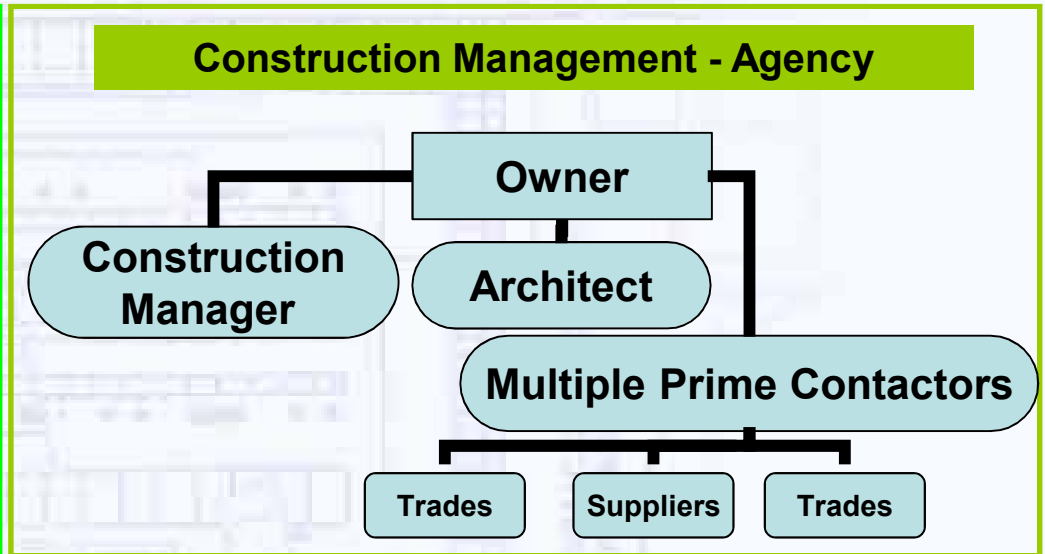 Construction Management - Agency
Owner
Construction
Manager
Architect
Multiple Prime Contactors
Trades
Suppliers
Trades